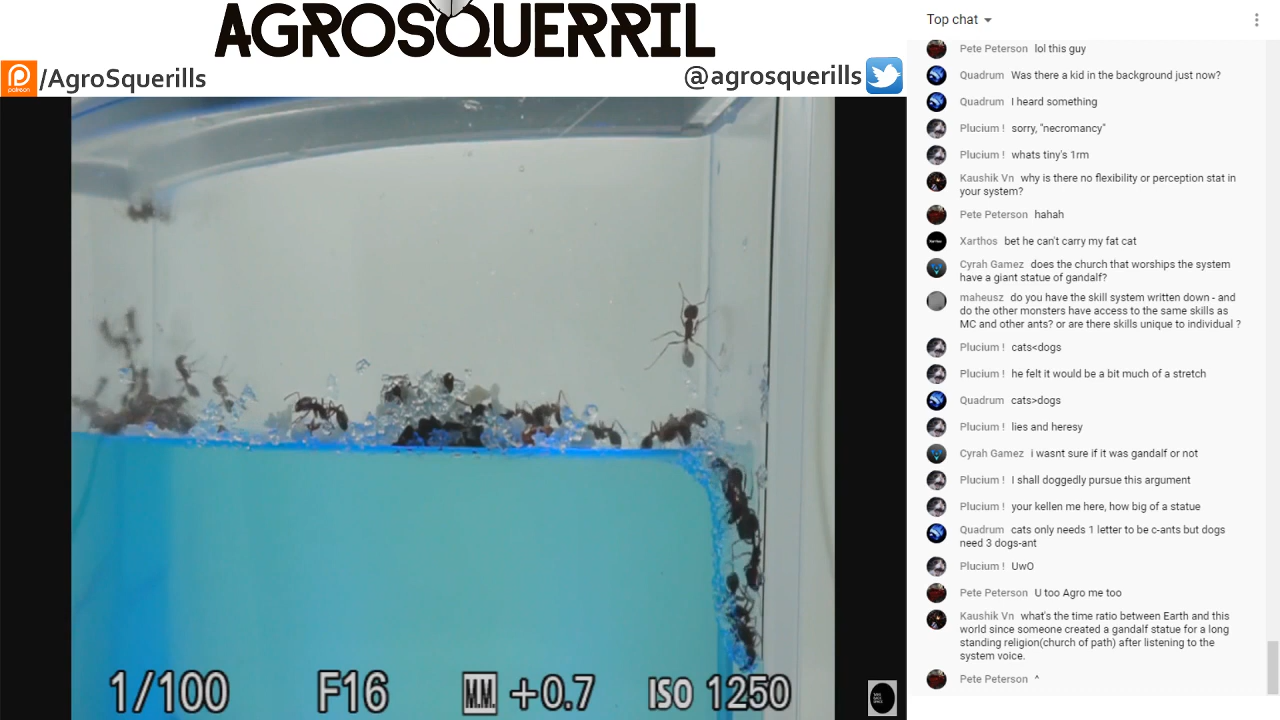 AGROSQUERRIL
patreon
/AgroSquerills
@agrosquerills
1/100 F16 M.M. +0.7 ISO 1250
Top chat
Pete Peterson lol this guy
Quadrum Was there a kid in the background just now?
Quadrum I heard something
Plucium ! sorry, "necromancy"
Plucium ! whats tiny's 1rm
Kaushik Vn why is there no flexibility or perception stat in
your system?
Pete Peterson hahah
Xarthos bet he can't carry my fat cat
Cyrah Gamez does the church that worships the system
have a giant statue of gandalf?
maheusz do you have the skill system written down - and
do the other monsters have access to the same skills as
MC and other ants? or are there skills unique to individual ?
Plucium ! cats<dogs
Plucium ! he felt it would be a bit much of a stretch
Quadrum cats>dogs
Plucium ! lies and heresy
Cyrah Gamez i wasnt sure if it was gandalf or not
Plucium ! I shall doggedly pursue this argument
Plucium ! your kellen me here, how big of a statue
Quadrum cats only needs 1 letter to be c-ants but dogs
need 3 dogs-ant
Plucium ! UwO
Pete Peterson U too Agro me too
Kaushik Vn what's the time ratio between Earth and this
world since someone created a gandalf statue for a long
standing religion(church of path) after listening to the
system voice.
Pete Peterson ^